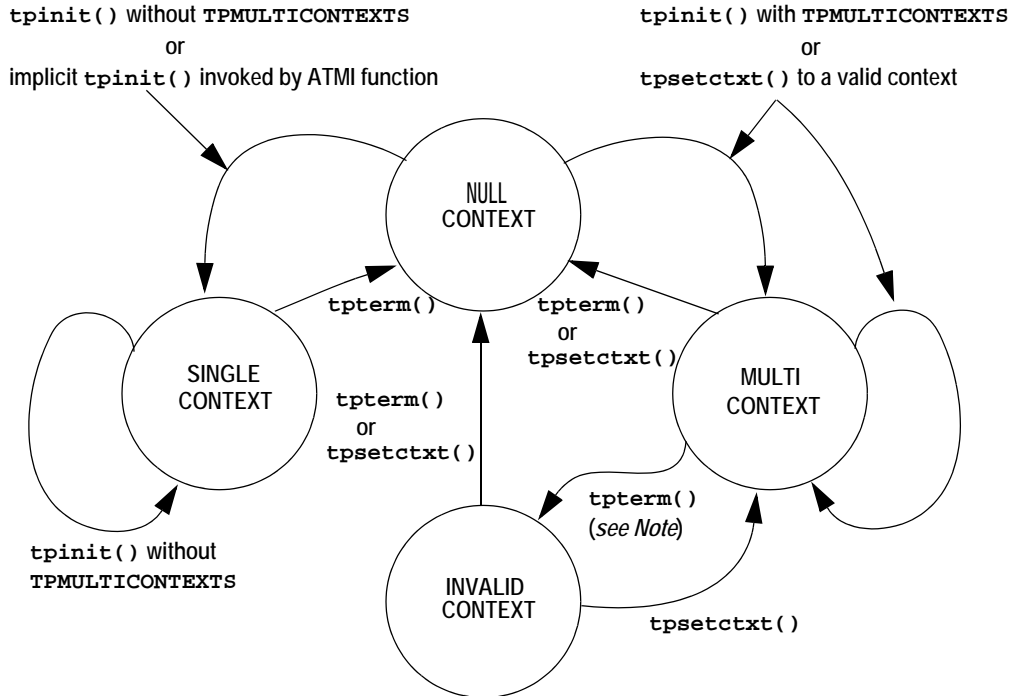 tpinit() without TPMULTICONTEXTS
or
implicit tpinit() invoked by ATMI function
tpinit() with TPMULTICONTEXTS
or
tpsetctxt() to a valid context
NULL
CONTEXT
tpterm()
tpterm()
or
tpsetctxt()
SINGLE
CONTEXT
MULTI
CONTEXT
tpterm()
or
tpsetctxt()
tpterm()
(see Note)
tpinit() without
TPMULTICONTEXTS
INVALID
CONTEXT
tpsetctxt()